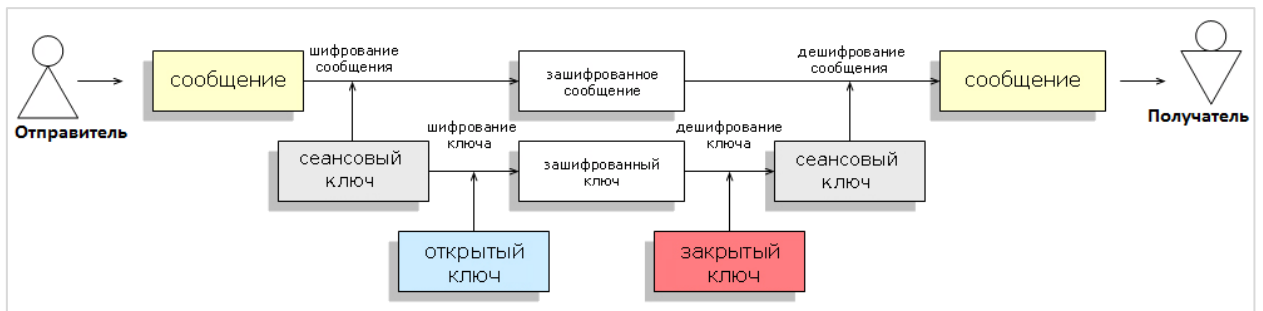 шифрование
сообщения
дешифрование
сообщения
сообщение
зашифрованное
сообщение
сообщение
Отправитель
Получатель
шифрование
ключа
дешифрование
ключа
сеансовый
ключ
зашифрованный
ключ
сеансовый
ключ
открытый
ключ
закрытый
ключ